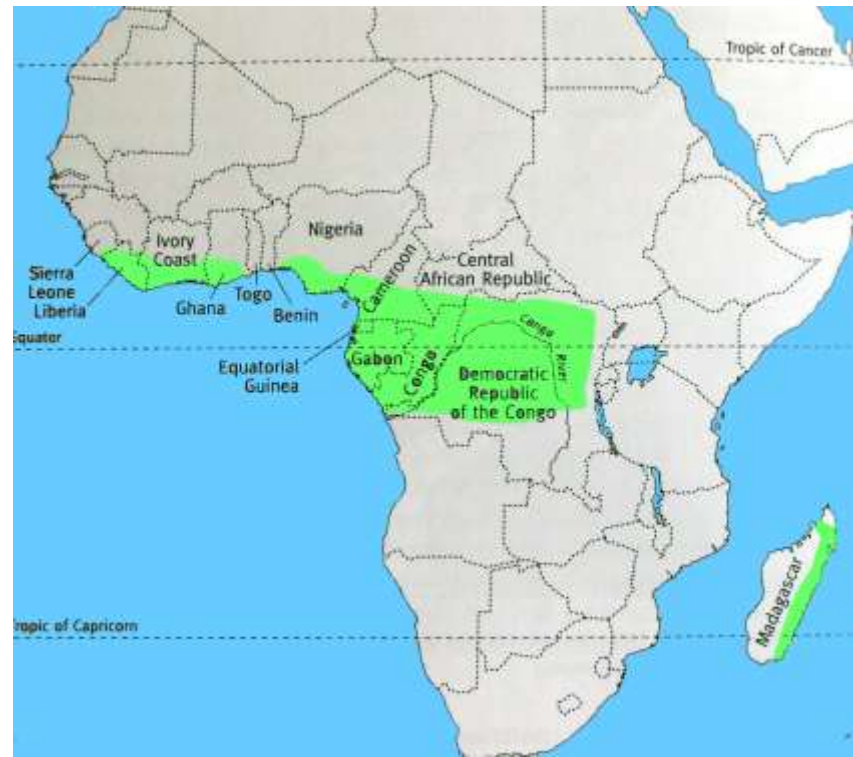 Tropic of Cancer
Nigeria
Ivory
Coast
Cameroon
Central
African Republic
Sierra
Leone
Liberia
Ghana
Togo
Benin
Equator
Equatorial
Guinea
Gabon
Congo
Congo
River
Democratic
Republic
of the Congo
Madagascar
Tropic of Capricorn